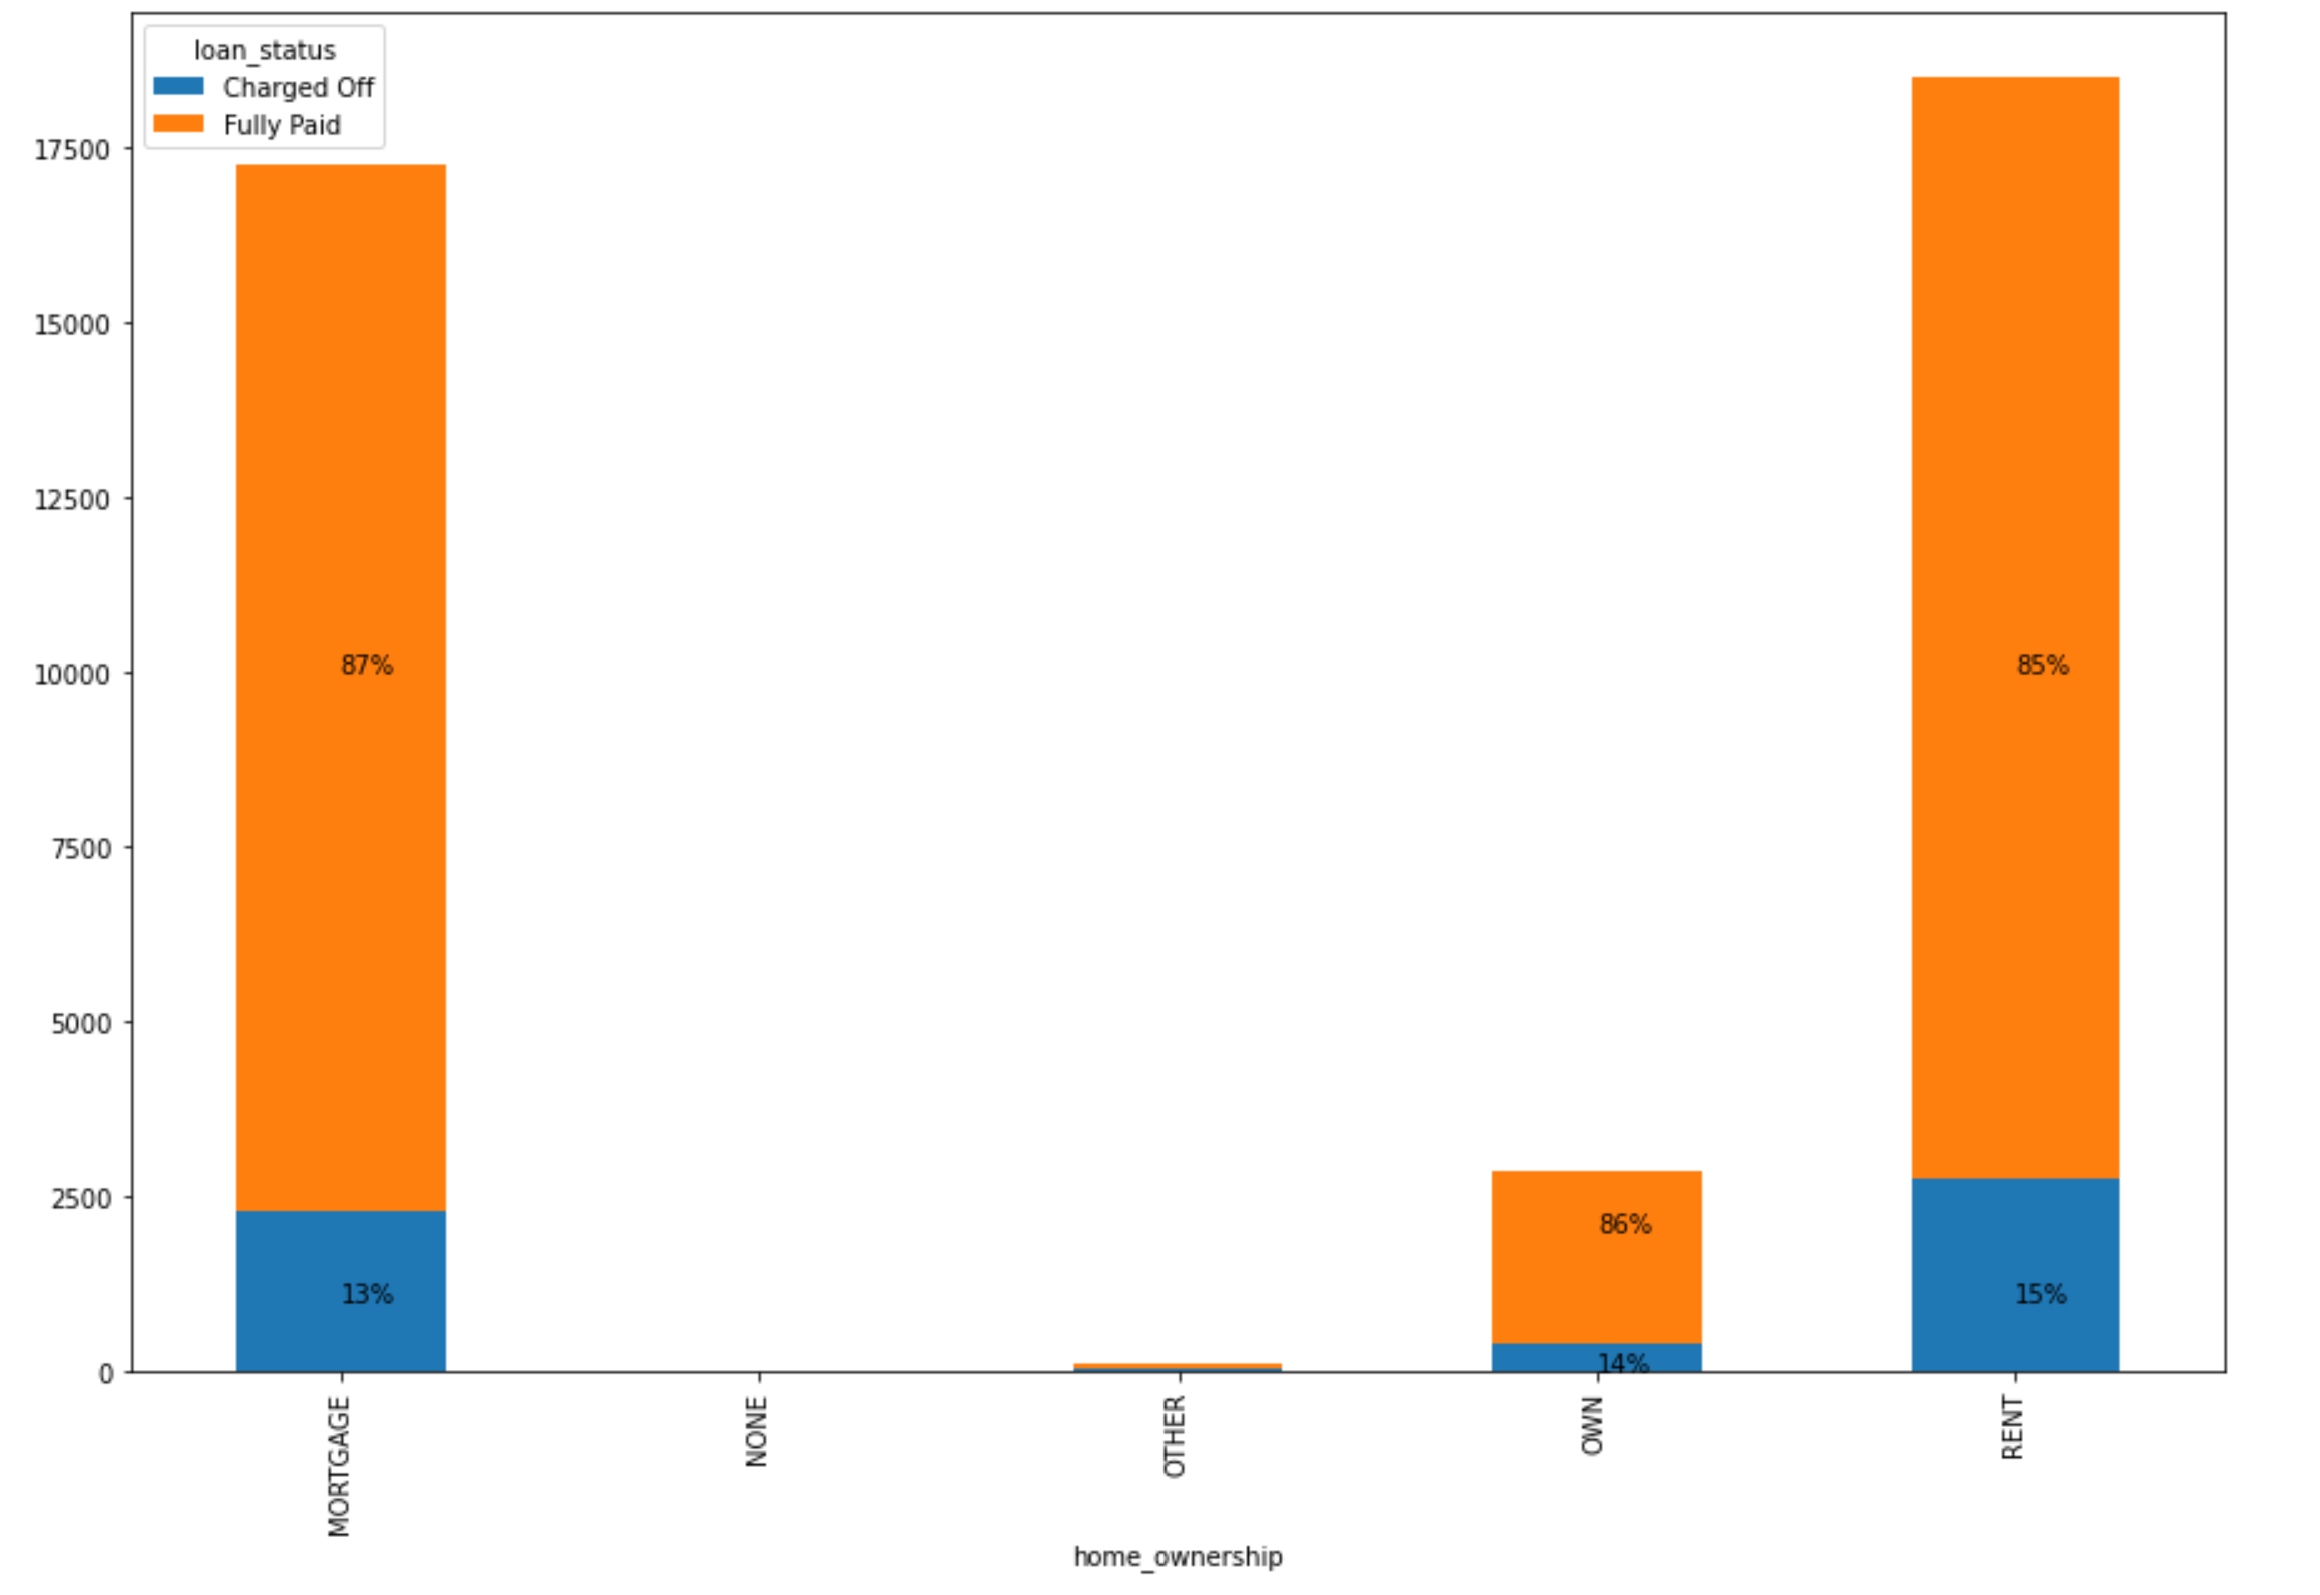 loan_status
Charged Off
Fully Paid
17500
15000
12500
10000
7500
5000
2500
0
87%
85%
86%
13%
15%
14%
MORTGAGE
NONE
OTHER
OWN
RENT
home_ownership